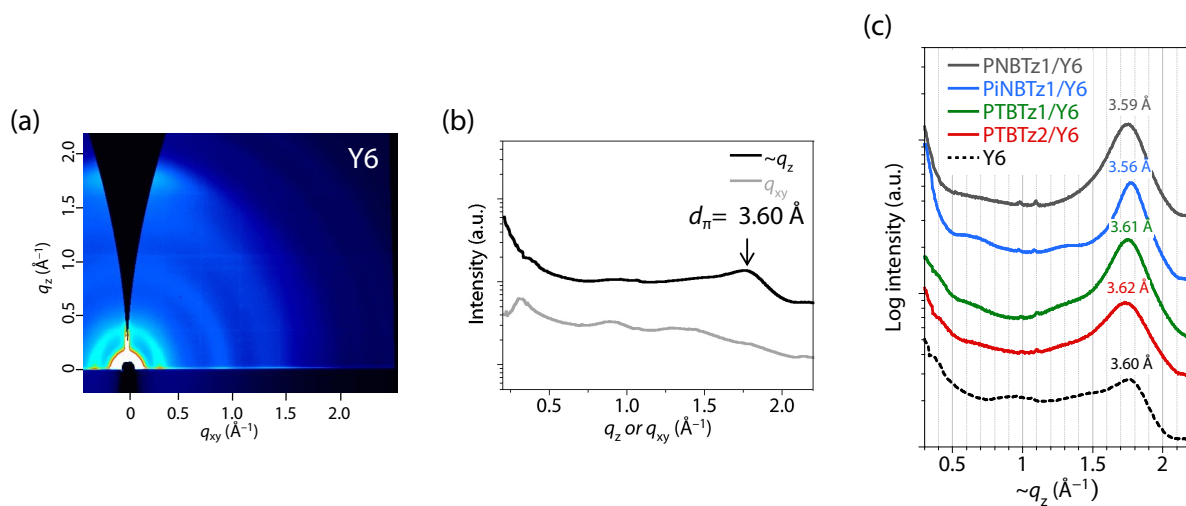 (a)
Y6
2.0
1.5
1.0
0.5
0
q_z (Å⁻¹)
0
0.5
1.0
1.5
2.0
q_xy (Å⁻¹)
(b)
~q_z
q_xy
d_π= 3.60 Å
Intensity (a.u.)
0.5
1.0
1.5
2.0
q_z or q_xy (Å⁻¹)
(c)
PNBTz1/Y6
PiNBTz1/Y6
PTBTz1/Y6
PTBTz2/Y6
Y6
3.59 Å
3.56 Å
3.61 Å
3.62 Å
3.60 Å
Log intensity (a.u.)
0.5
1
1.5
2
~q_z (Å⁻¹)